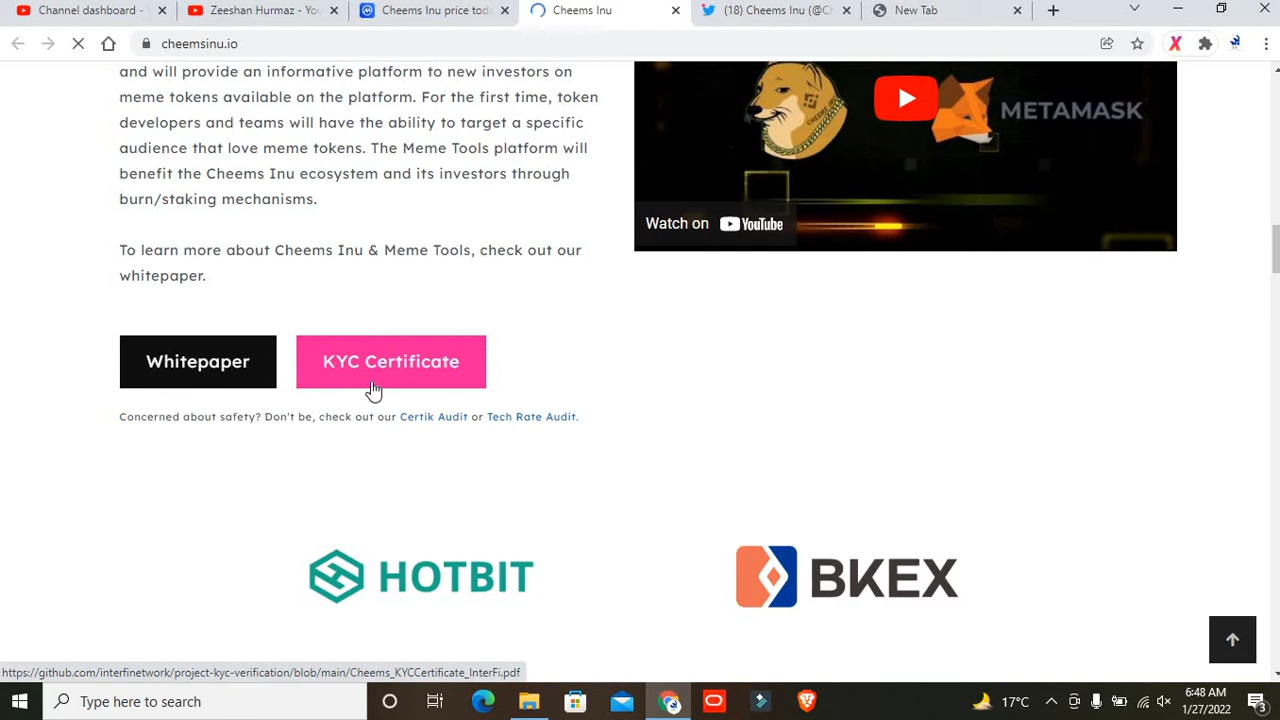 Channel dashboard -
Zeeshan Hurmaz - Yo
Cheems Inu price toda
Cheems Inu
(18) Cheems Inu (@Ch
New Tab
cheemsinu.io
and will provide an informative platform to new investors on
meme tokens available on the platform. For the first time, token
developers and teams will have the ability to target a specific
audience that love meme tokens. The Meme Tools platform will
benefit the Cheems Inu ecosystem and its investors through
burn/staking mechanisms.
To learn more about Cheems Inu & Meme Tools, check out our
whitepaper.
METAMASK
Watch on YouTube
Whitepaper
KYC Certificate
Concerned about safety? Don't be, check out our Certik Audit or Tech Rate Audit.
HOTBIT
BKEX
https://github.com/interfinetwork/project-kyc-verification/blob/main/Cheems_KYCCertificate_InterFi.pdf
Type here to search
17°C
6:48 AM
1/27/2022
3